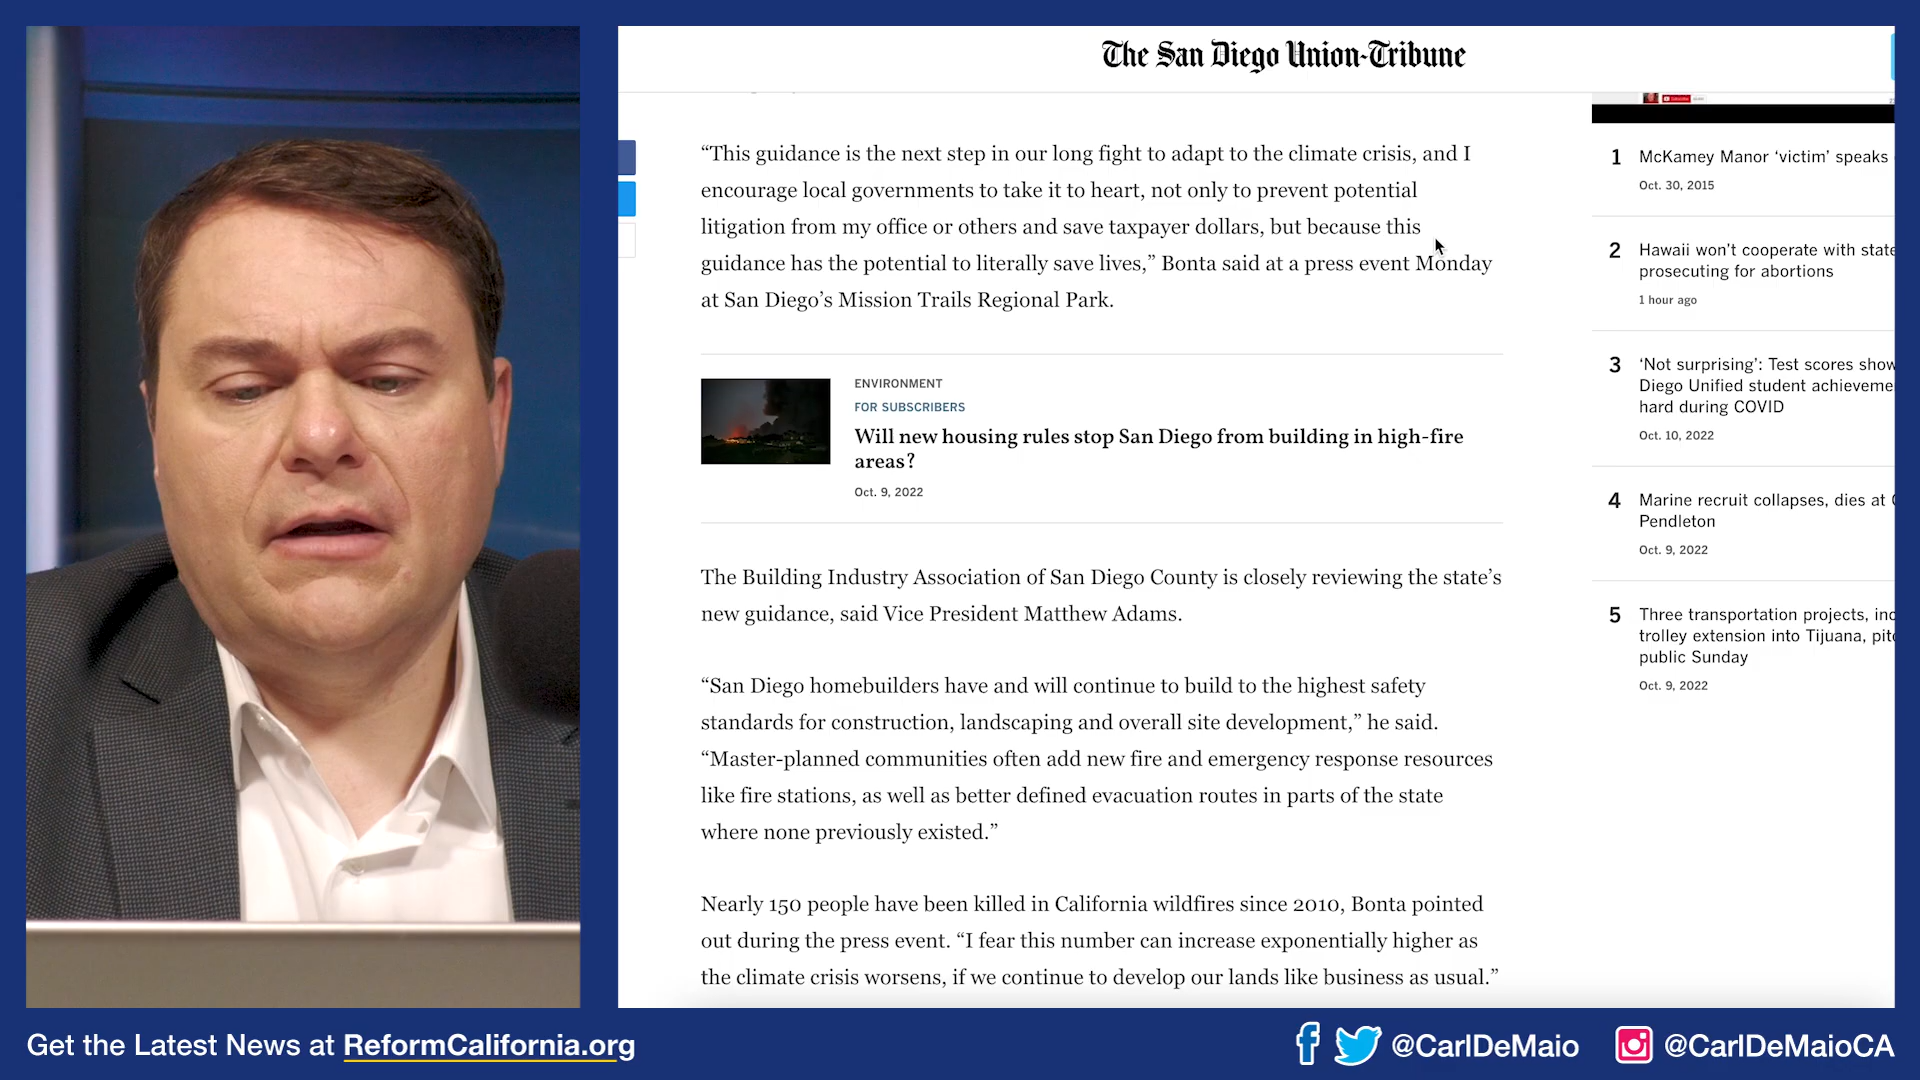 The San Diego Union-Tribune
“This guidance is the next step in our long fight to adapt to the climate crisis, and I
encourage local governments to take it to heart, not only to prevent potential
litigation from my office or others and save taxpayer dollars, but because this
guidance has the potential to literally save lives,” Bonta said at a press event Monday
at San Diego’s Mission Trails Regional Park.
ENVIRONMENT
FOR SUBSCRIBERS
Will new housing rules stop San Diego from building in high-fire
areas?
Oct. 9, 2022
The Building Industry Association of San Diego County is closely reviewing the state’s
new guidance, said Vice President Matthew Adams.
“San Diego homebuilders have and will continue to build to the highest safety
standards for construction, landscaping and overall site development,” he said.
“Master-planned communities often add new fire and emergency response resources
like fire stations, as well as better defined evacuation routes in parts of the state
where none previously existed.”
Nearly 150 people have been killed in California wildfires since 2010, Bonta pointed
out during the press event. “I fear this number can increase exponentially higher as
the climate crisis worsens, if we continue to develop our lands like business as usual.”
1 McKamey Manor ‘victim’ speaks
Oct. 30, 2015
2 Hawaii won’t cooperate with state
prosecuting for abortions
1 hour ago
3 ‘Not surprising’: Test scores show
Diego Unified student achieveme
hard during COVID
Oct. 10, 2022
4 Marine recruit collapses, dies at
Pendleton
Oct. 9, 2022
5 Three transportation projects, inc
trolley extension into Tijuana, pit
public Sunday
Oct. 9, 2022
Get the Latest News at ReformCalifornia.org
@CarlDeMaio
@CarlDeMaioCA